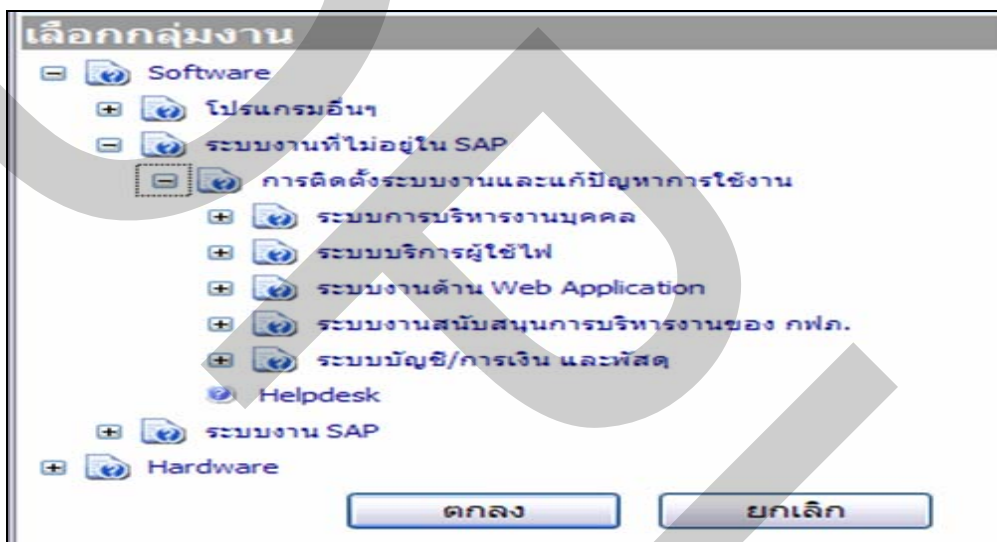 เลือกกลุ่มงาน
Software
โปรแกรมอื่นๆ
ระบบงานที่ไม่อยู่ใน SAP
การติดตั้งระบบงานและแก้ปัญหาการใช้งาน
ระบบการบริหารงานบุคคล
ระบบบริการผู้ใช้ไฟ
ระบบงานด้าน Web Application
ระบบงานสนับสนุนการบริหารงานของ กฟภ.
ระบบบัญชี/การเงิน และพัสดุ
Helpdesk
ระบบงาน SAP
Hardware
ตกลง ยกเลิก